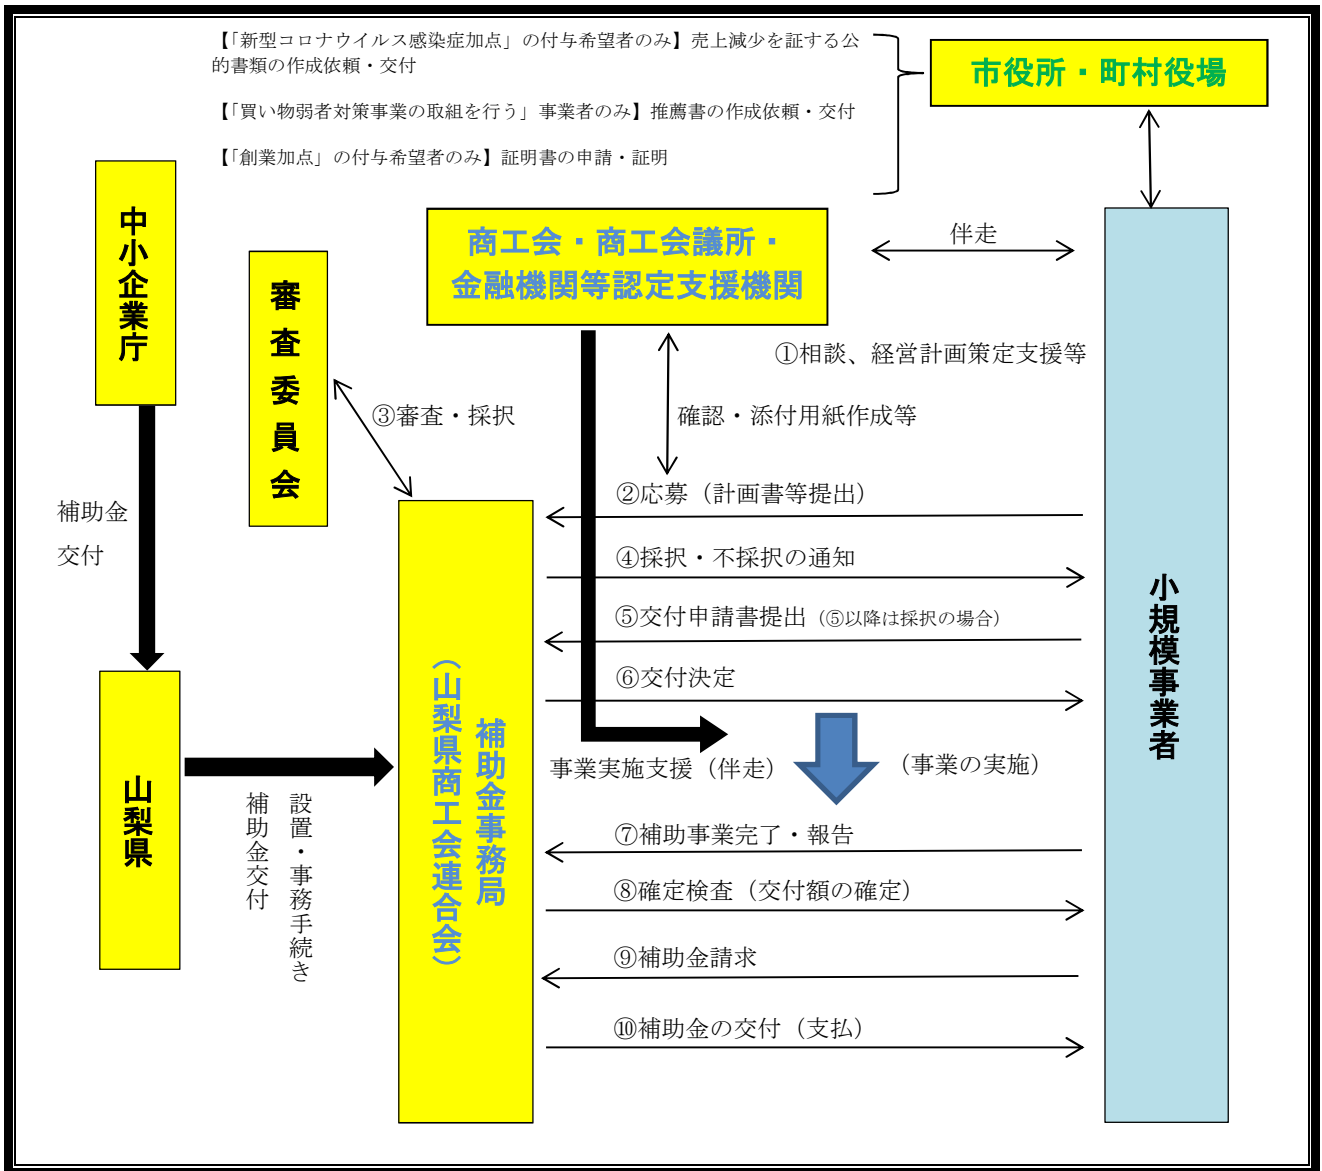 【「新型コロナウイルス感染症加点」の付与希望者のみ】売上減少を証する公
的書類の作成依頼・交付
【「買い物弱者対策事業の取組を行う」事業者のみ】推薦書の作成依頼・交付
【「創業加点」の付与希望者のみ】証明書の申請・証明
市役所・町村役場
中小企業庁
審査委員会
商工会・商工会議所・
金融機関等認定支援機関
伴走
①相談、経営計画策定支援等
③審査・採択
確認・添付用紙作成等
補助金
交付
②応募（計画書等提出）
④採択・不採択の通知
⑤交付申請書提出（⑤以降は採択の場合）
⑥交付決定
小規模事業者
補助金事務局
（山梨県商工会連合会）
事業実施支援（伴走）
（事業の実施）
山梨県
設置・事務手続き
補助金交付
⑦補助事業完了・報告
⑧確定検査（交付額の確定）
⑨補助金請求
⑩補助金の交付（支払）